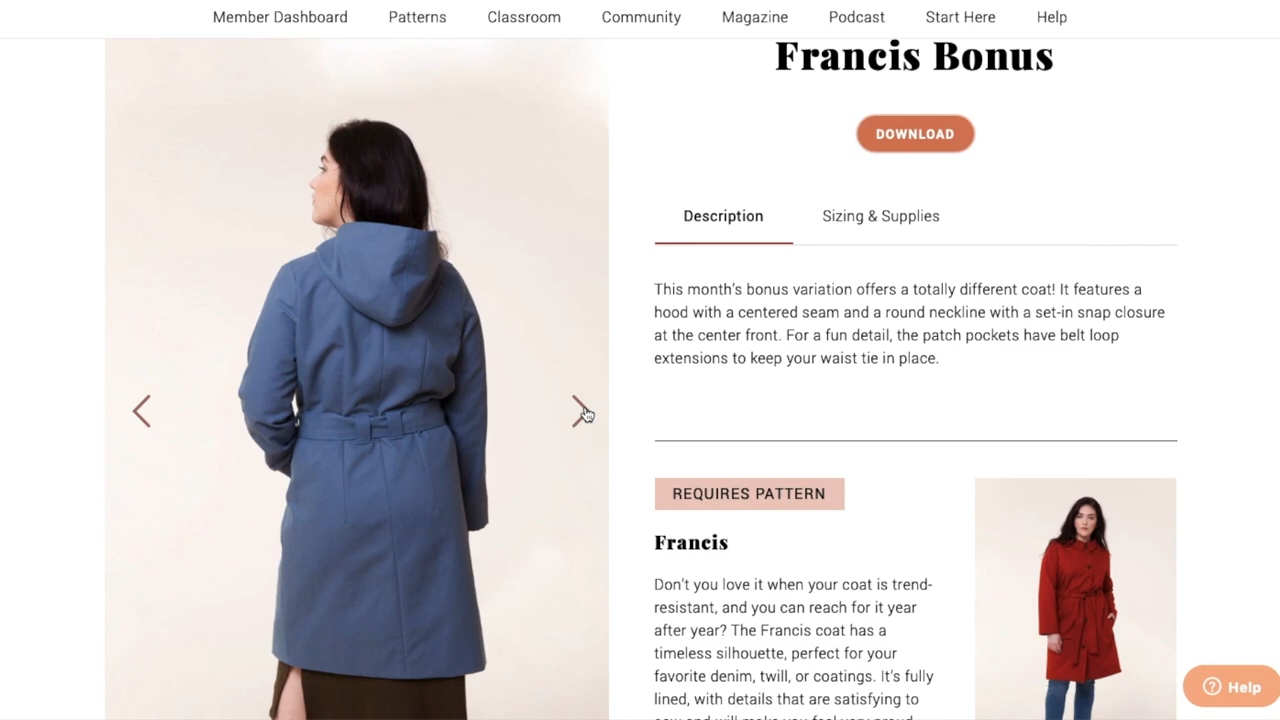 Member Dashboard Patterns Classroom Community Magazine Podcast Start Here Help
Francis Bonus
DOWNLOAD
Description Sizing & Supplies
This month's bonus variation offers a totally different coat! It features a
hood with a centered seam and a round neckline with a set-in snap closure
at the center front. For a fun detail, the patch pockets have belt loop
extensions to keep your waist tie in place.
REQUIRES PATTERN
Francis
Don't you love it when your coat is trend-
resistant, and you can reach for it year
after year? The Francis coat has a
timeless silhouette, perfect for your
favorite denim, twill, or coatings. It's fully
lined, with details that are satisfying to
Help